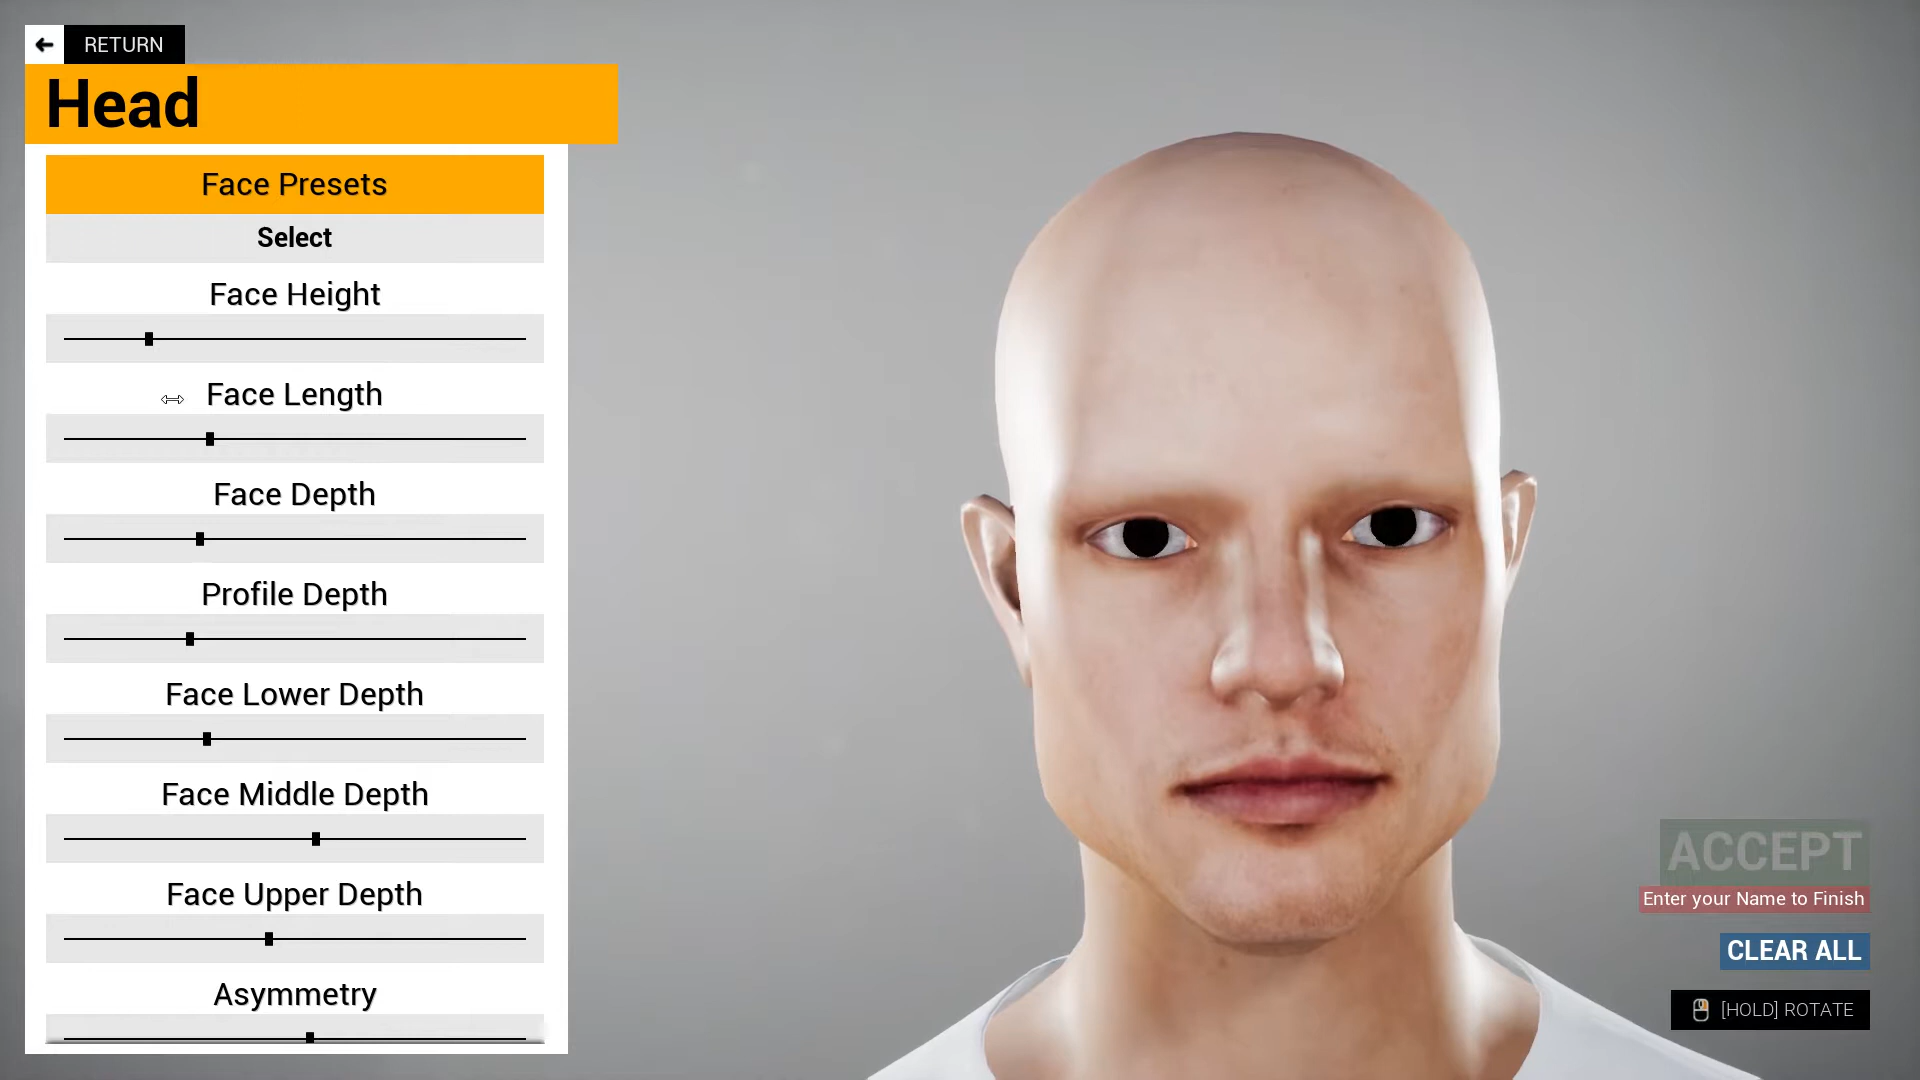 RETURN
Head
Face Presets
Select
Face Height
Face Length
Face Depth
Profile Depth
Face Lower Depth
Face Middle Depth
Face Upper Depth
Asymmetry
ACCEPT
Enter your Name to Finish
CLEAR ALL
[HOLD] ROTATE